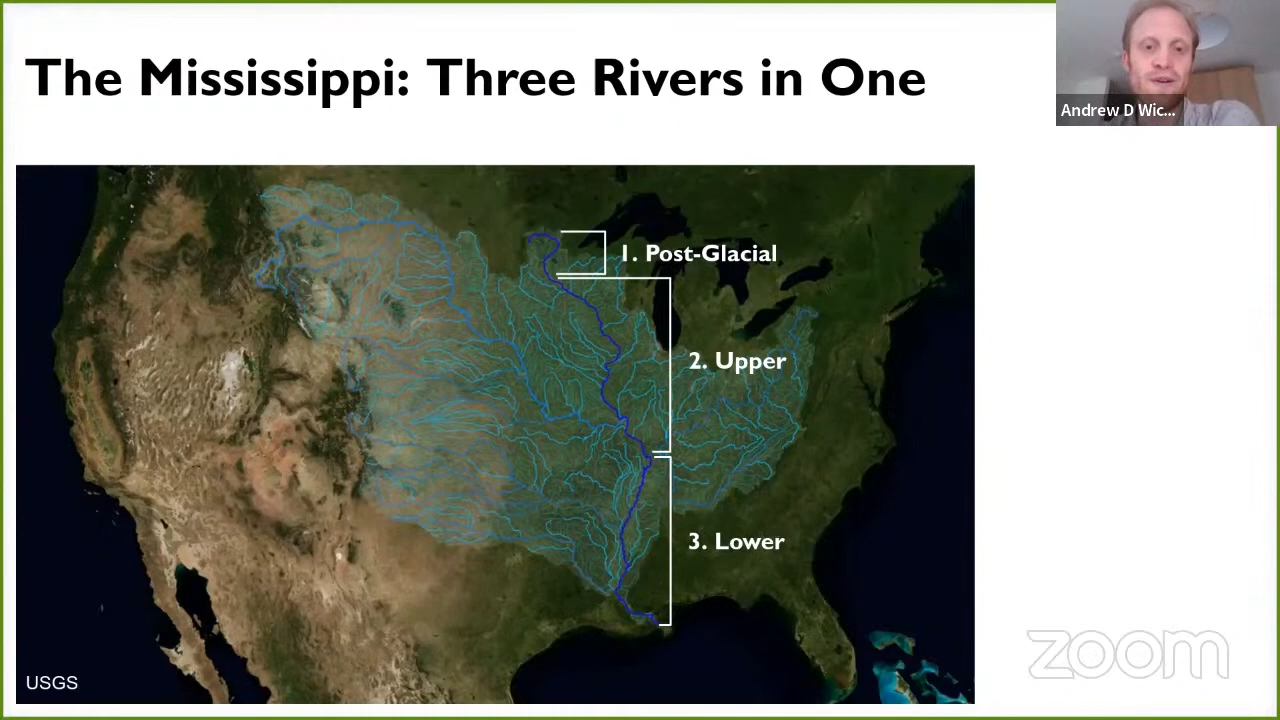 The Mississippi: Three Rivers in One
Andrew D Wic...
1. Post-Glacial
2. Upper
3. Lower
USGS
zoom